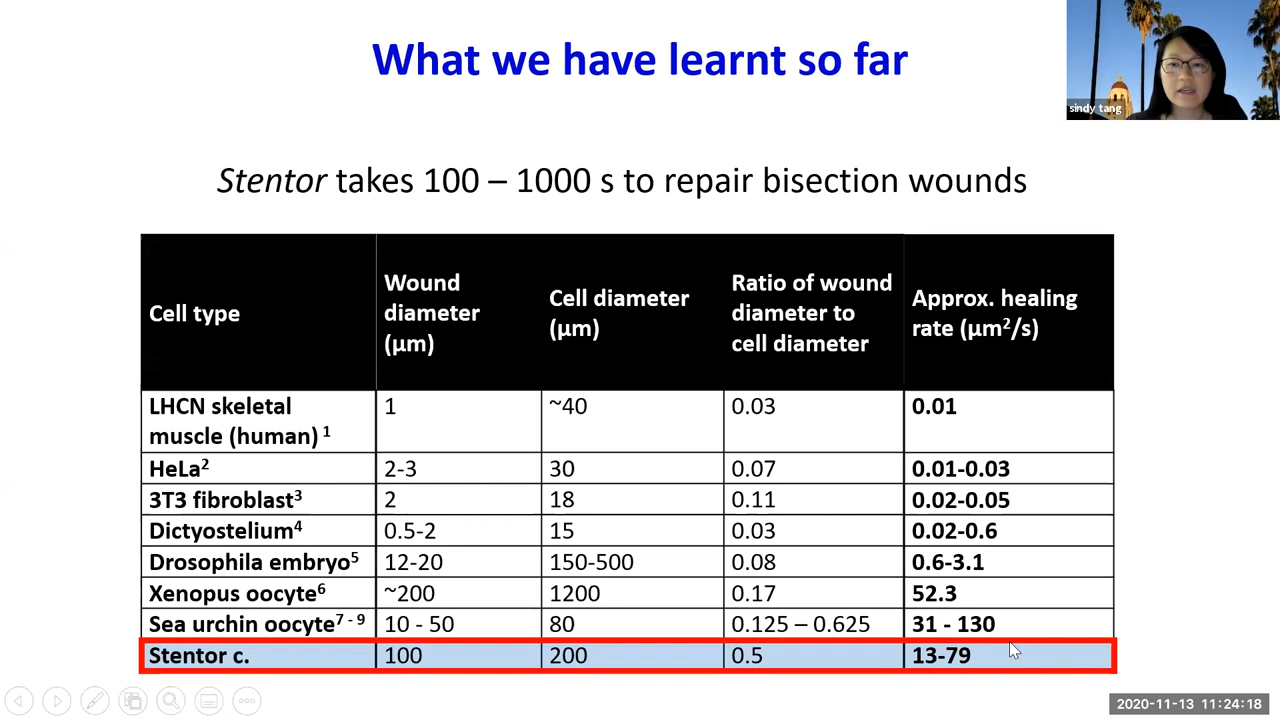 What we have learnt so far
sindy tang
Stentor takes 100 – 1000 s to repair bisection wounds
Cell type
Wound diameter (µm)
Cell diameter (µm)
Ratio of wound diameter to cell diameter
Approx. healing rate (µm²/s)
LHCN skeletal muscle (human) ¹ 1 ~40 0.03 0.01
HeLa² 2-3 30 0.07 0.01-0.03
3T3 fibroblast³ 2 18 0.11 0.02-0.05
Dictyostelium⁴ 0.5-2 15 0.03 0.02-0.6
Drosophila embryo⁵ 12-20 150-500 0.08 0.6-3.1
Xenopus oocyte⁶ ~200 1200 0.17 52.3
Sea urchin oocyte⁷ ⁻ ⁹ 10 - 50 80 0.125 – 0.625 31 - 130
Stentor c. 100 200 0.5 13-79
2020-11-13 11:24:18